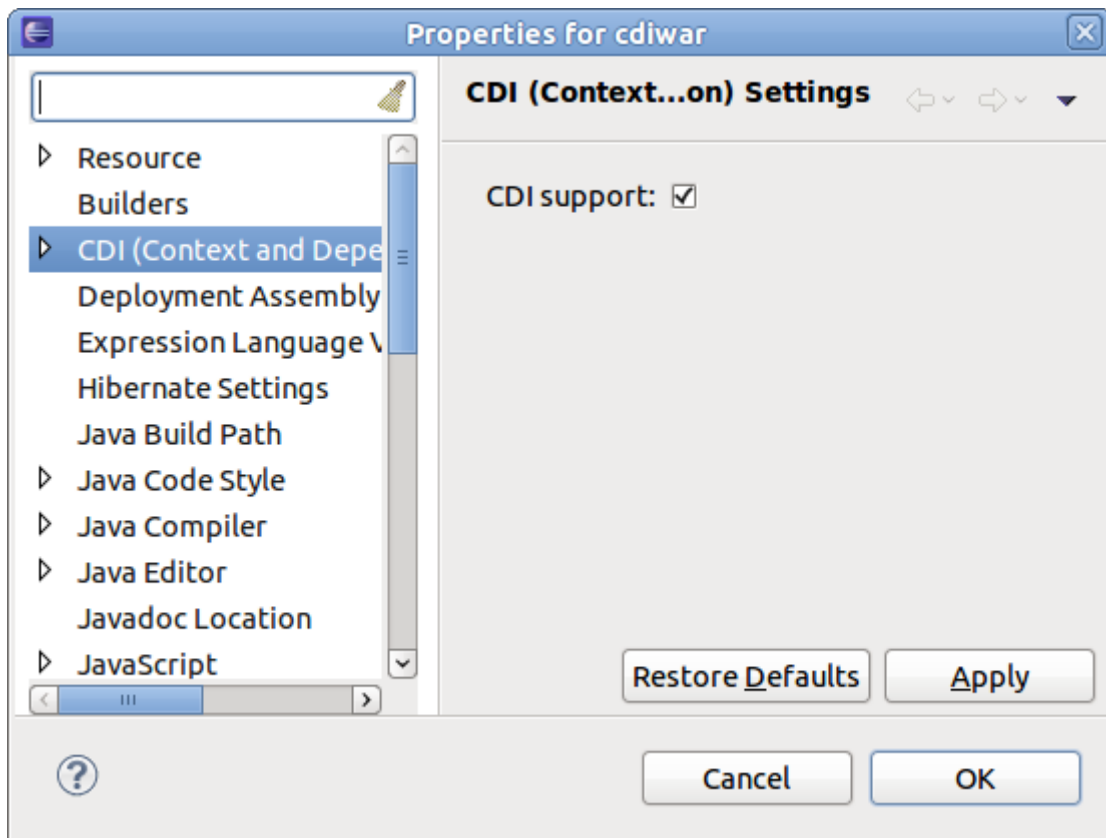 Properties for cdiwar
CDI (Context...on) Settings
Resource
Builders
CDI (Context and Depe
Deployment Assembly
Expression Language V
Hibernate Settings
Java Build Path
Java Code Style
Java Compiler
Java Editor
Javadoc Location
JavaScript
CDI support:
Restore Defaults
Apply
Cancel
OK